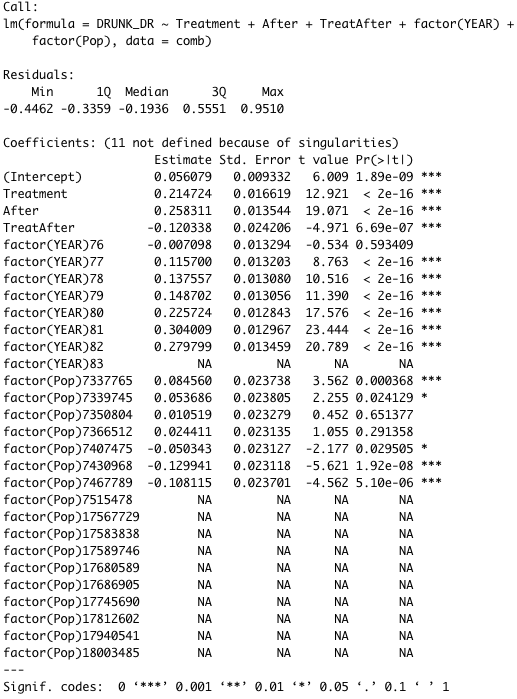 Call:
lm(formula = DRUNK_DR ~ Treatment + After + TreatAfter + factor(YEAR) +
    factor(Pop), data = comb)

Residuals:
    Min      1Q  Median      3Q     Max
-0.4462 -0.3359 -0.1936  0.5551  0.9510

Coefficients: (11 not defined because of singularities)
                      Estimate Std. Error t value Pr(>|t|)
(Intercept)           0.056079   0.009332   6.009 1.89e-09 ***
Treatment             0.214724   0.016619  12.921  < 2e-16 ***
After                 0.258311   0.013544  19.071  < 2e-16 ***
TreatAfter           -0.120338   0.024206  -4.971 6.69e-07 ***
factor(YEAR)76       -0.007098   0.013294  -0.534 0.593409
factor(YEAR)77        0.115700   0.013203   8.763  < 2e-16 ***
factor(YEAR)78        0.137557   0.013080  10.516  < 2e-16 ***
factor(YEAR)79        0.148702   0.013056  11.390  < 2e-16 ***
factor(YEAR)80        0.225724   0.012843  17.576  < 2e-16 ***
factor(YEAR)81        0.304009   0.012967  23.444  < 2e-16 ***
factor(YEAR)82        0.279799   0.013459  20.789  < 2e-16 ***
factor(YEAR)83              NA         NA      NA       NA
factor(Pop)7337765    0.084560   0.023738   3.562 0.000368 ***
factor(Pop)7339745    0.053686   0.023805   2.255 0.024129 *
factor(Pop)7350804    0.010519   0.023279   0.452 0.651377
factor(Pop)7366512    0.024411   0.023135   1.055 0.291358
factor(Pop)7407475   -0.050343   0.023127  -2.177 0.029505 *
factor(Pop)7430968   -0.129941   0.023118  -5.621 1.92e-08 ***
factor(Pop)7467789   -0.108115   0.023701  -4.562 5.10e-06 ***
factor(Pop)7515478          NA         NA      NA       NA
factor(Pop)17567729         NA         NA      NA       NA
factor(Pop)17583838         NA         NA      NA       NA
factor(Pop)17589746         NA         NA      NA       NA
factor(Pop)17680589         NA         NA      NA       NA
factor(Pop)17686905         NA         NA      NA       NA
factor(Pop)17745690         NA         NA      NA       NA
factor(Pop)17812602         NA         NA      NA       NA
factor(Pop)17940541         NA         NA      NA       NA
factor(Pop)18003485         NA         NA      NA       NA
---
Signif. codes:  0 ‘***’ 0.001 ‘**’ 0.01 ‘*’ 0.05 ‘.’ 0.1 ‘ ’ 1